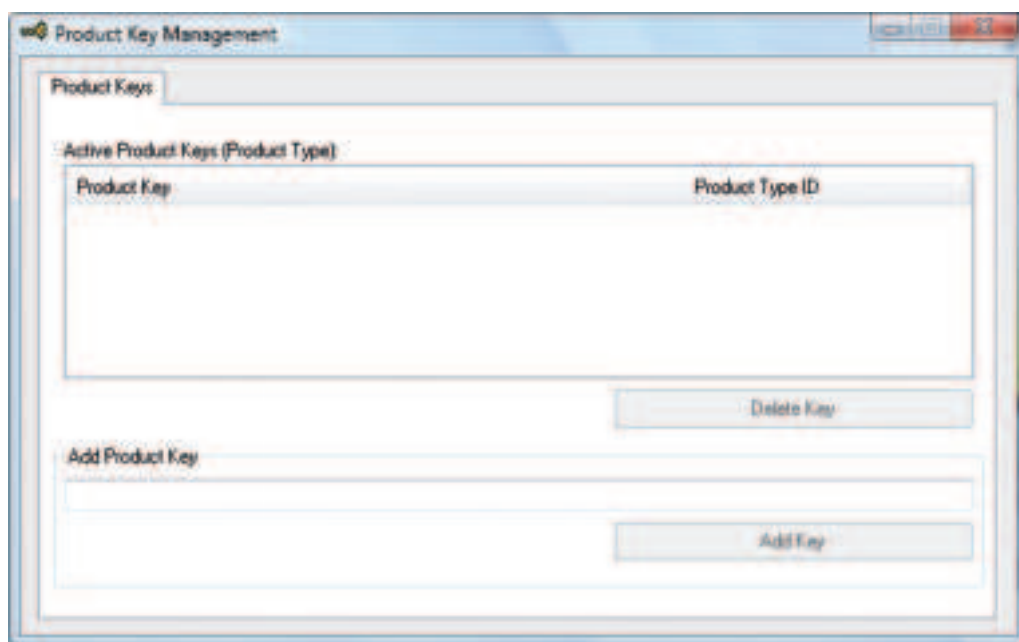 Product Key Management
Product Keys
Active Product Keys (Product Type)
Product Key Product Type ID
Delete Key
Add Product Key
Add Key